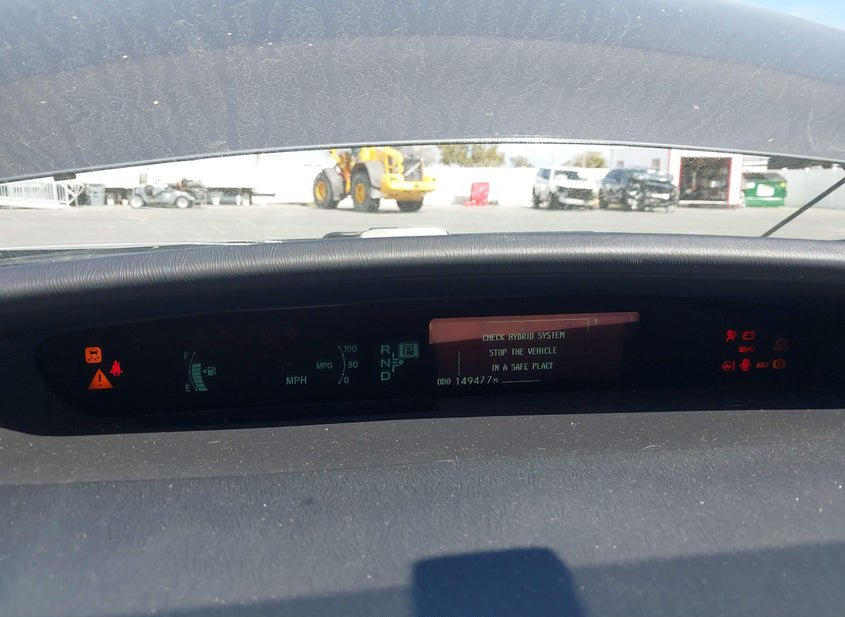 CHECK HYBRID SYSTEM
STOP THE VEHICLE
IN A SAFE PLACE
ODO 149477 M
F
E
MPH
MPG
100
50
0
R
N
D
P
BRAKE
ABS